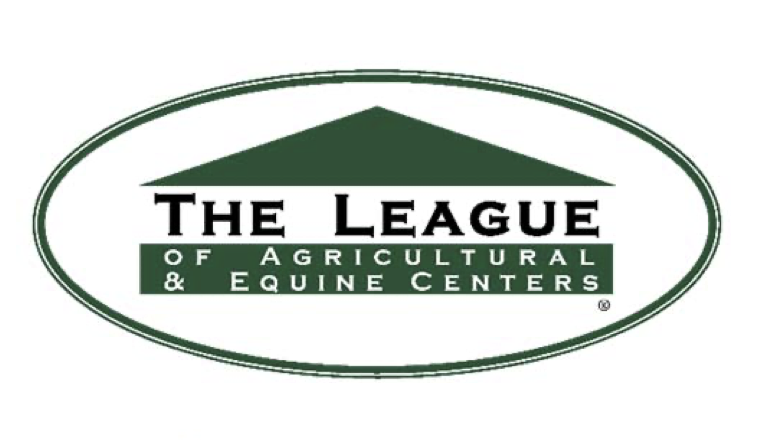 THE LEAGUE
OF AGRICULTURAL
& EQUINE CENTERS
®